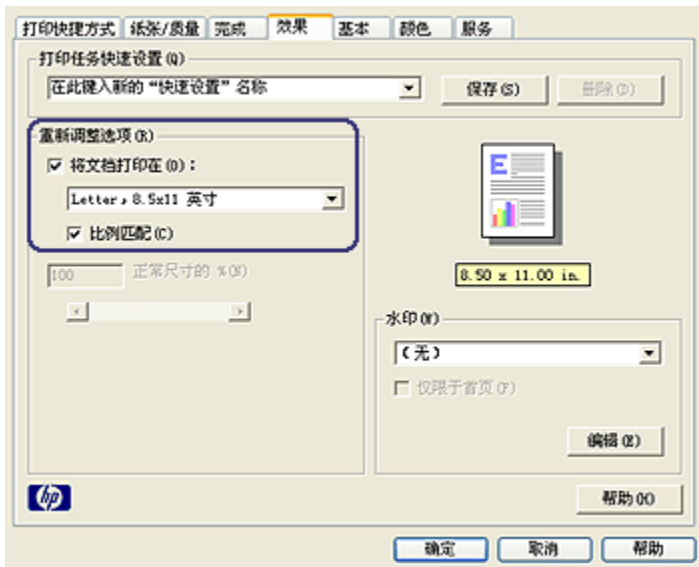 打印快捷方式 纸张/质量 完成 效果 基本 颜色 服务
打印任务快速设置(Q)
在此键入新的“快速设置”名称
保存(S) 删除(D)
重新调整选项(R)
将文档打印在(O):
Letter, 8.5x11 英寸
比例匹配(C)
100 正常尺寸的 %(N)
8.50 x 11.00 in.
水印(W)
(无)
仅限于首页(F)
编辑(E)
hp
帮助(H)
确定 取消 帮助